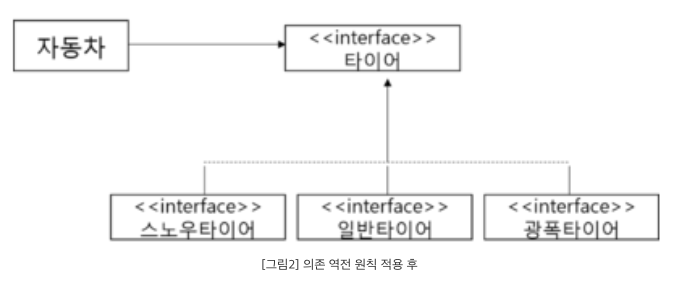 자동차
<<interface>>
타이어
<<interface>>
스노우타이어
<<interface>>
일반타이어
<<interface>>
광폭타이어
[그림2] 의존 역전 원칙 적용 후